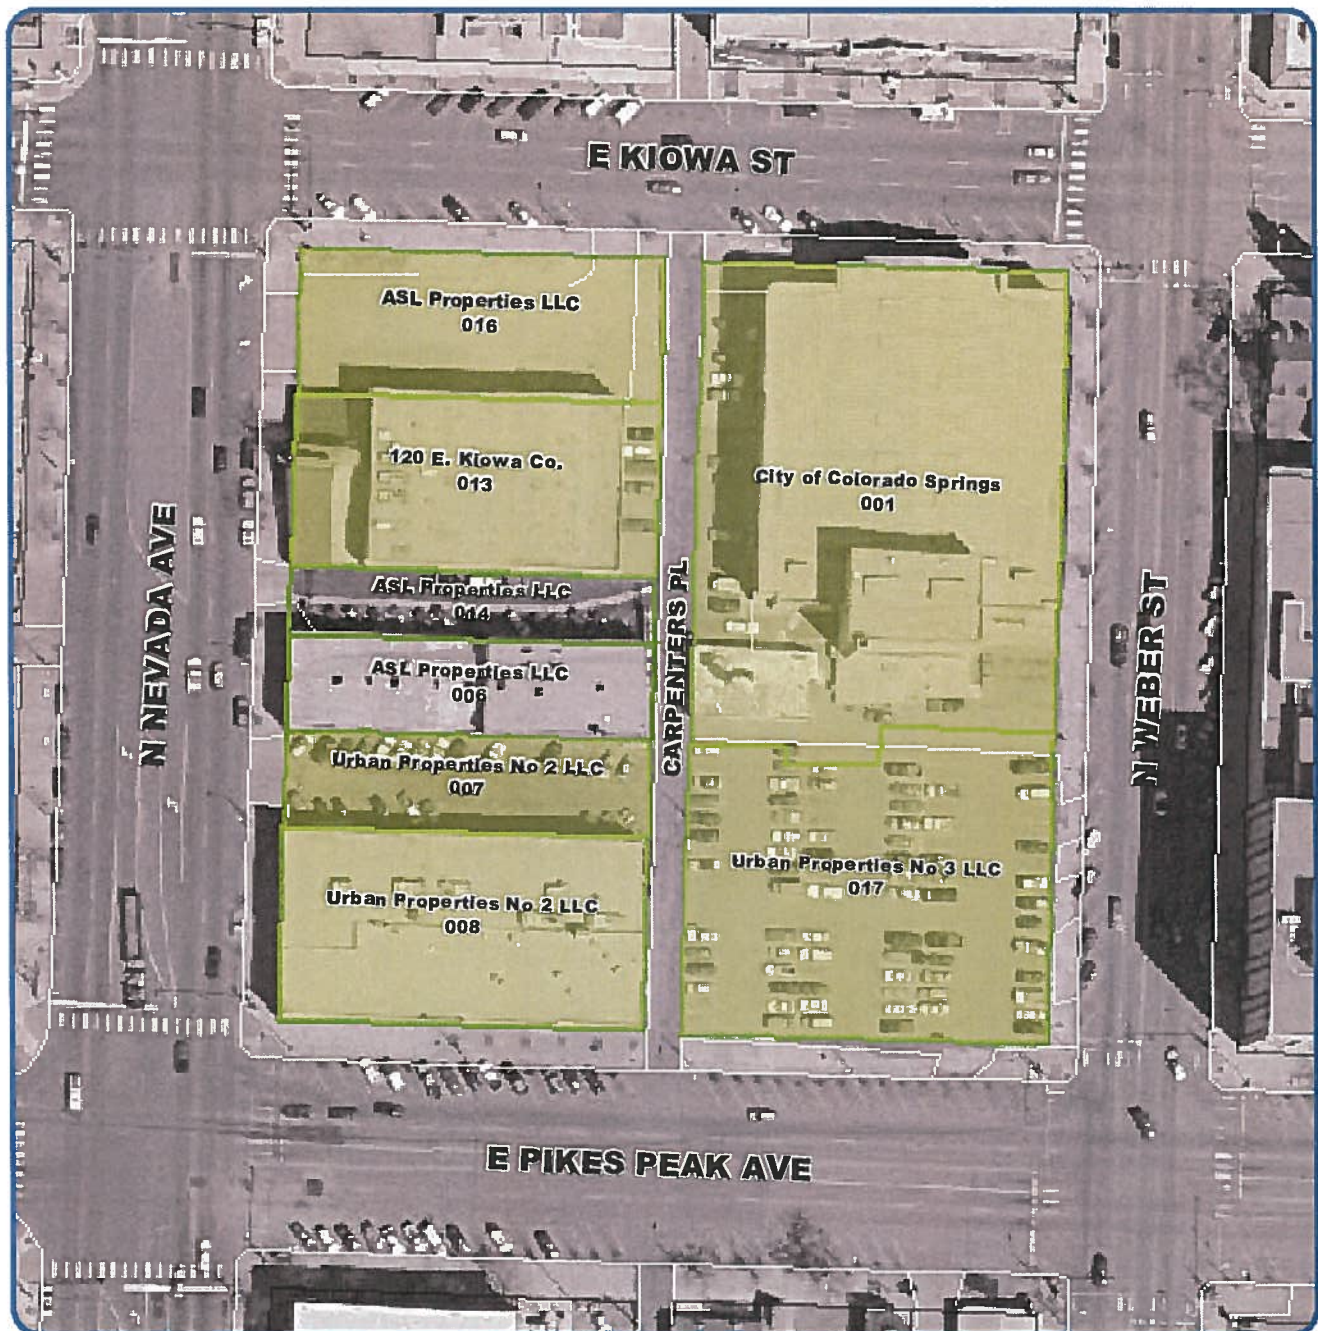 E KIOWA ST
ASL Properties LLC
016
120 E. Kiowa Co.
013
City of Colorado Springs
001
ASL Properties LLC
014
ASL Properties LLC
006
Urban Properties No 2 LLC
007
Urban Properties No 2 LLC
008
Urban Properties No 3 LLC
017
N NEVADA AVE
CARPENTERS PL
N WEBER ST
E PIKES PEAK AVE